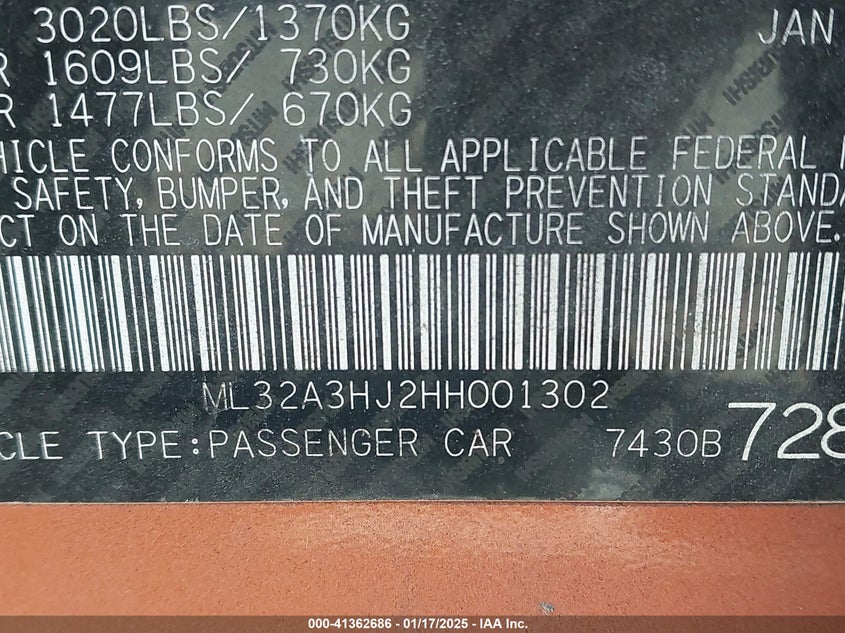 3020LBS/1370KG JAN
R 1609LBS/ 730KG
R 1477LBS/ 670KG
HICLE CONFORMS TO ALL APPLICABLE FEDERAL
SAFETY, BUMPER, AND THEFT PREVENTION STANDA
CT ON THE DATE OF MANUFACTURE SHOWN ABOVE.
ML32A3HJ2HH001302
CLE TYPE:PASSENGER CAR 7430B 728
000-41362686 - 01/17/2025 - IAA Inc.